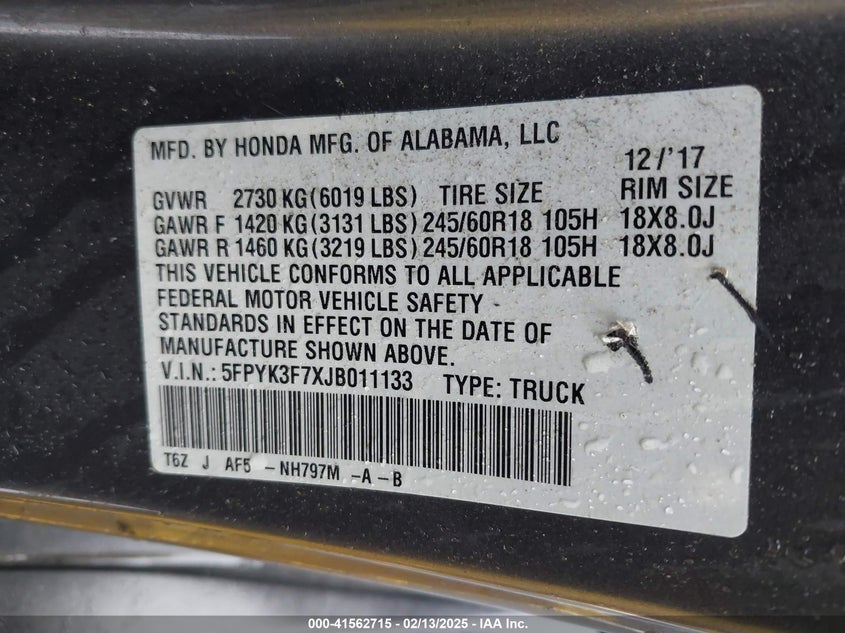 MFD. BY HONDA MFG. OF ALABAMA, LLC
12/'17
GVWR 2730 KG(6019 LBS) TIRE SIZE RIM SIZE
GAWR F 1420 KG(3131 LBS) 245/60R18 105H 18X8.0J
GAWR R 1460 KG(3219 LBS) 245/60R18 105H 18X8.0J
THIS VEHICLE CONFORMS TO ALL APPLICABLE
FEDERAL MOTOR VEHICLE SAFETY
STANDARDS IN EFFECT ON THE DATE OF
MANUFACTURE SHOWN ABOVE.
V.I.N.: 5FPYK3F7XJB011133 TYPE: TRUCK
T6Z J AF5 -NH797M -A-B
000-41562715 - 02/13/2025 - IAA Inc.